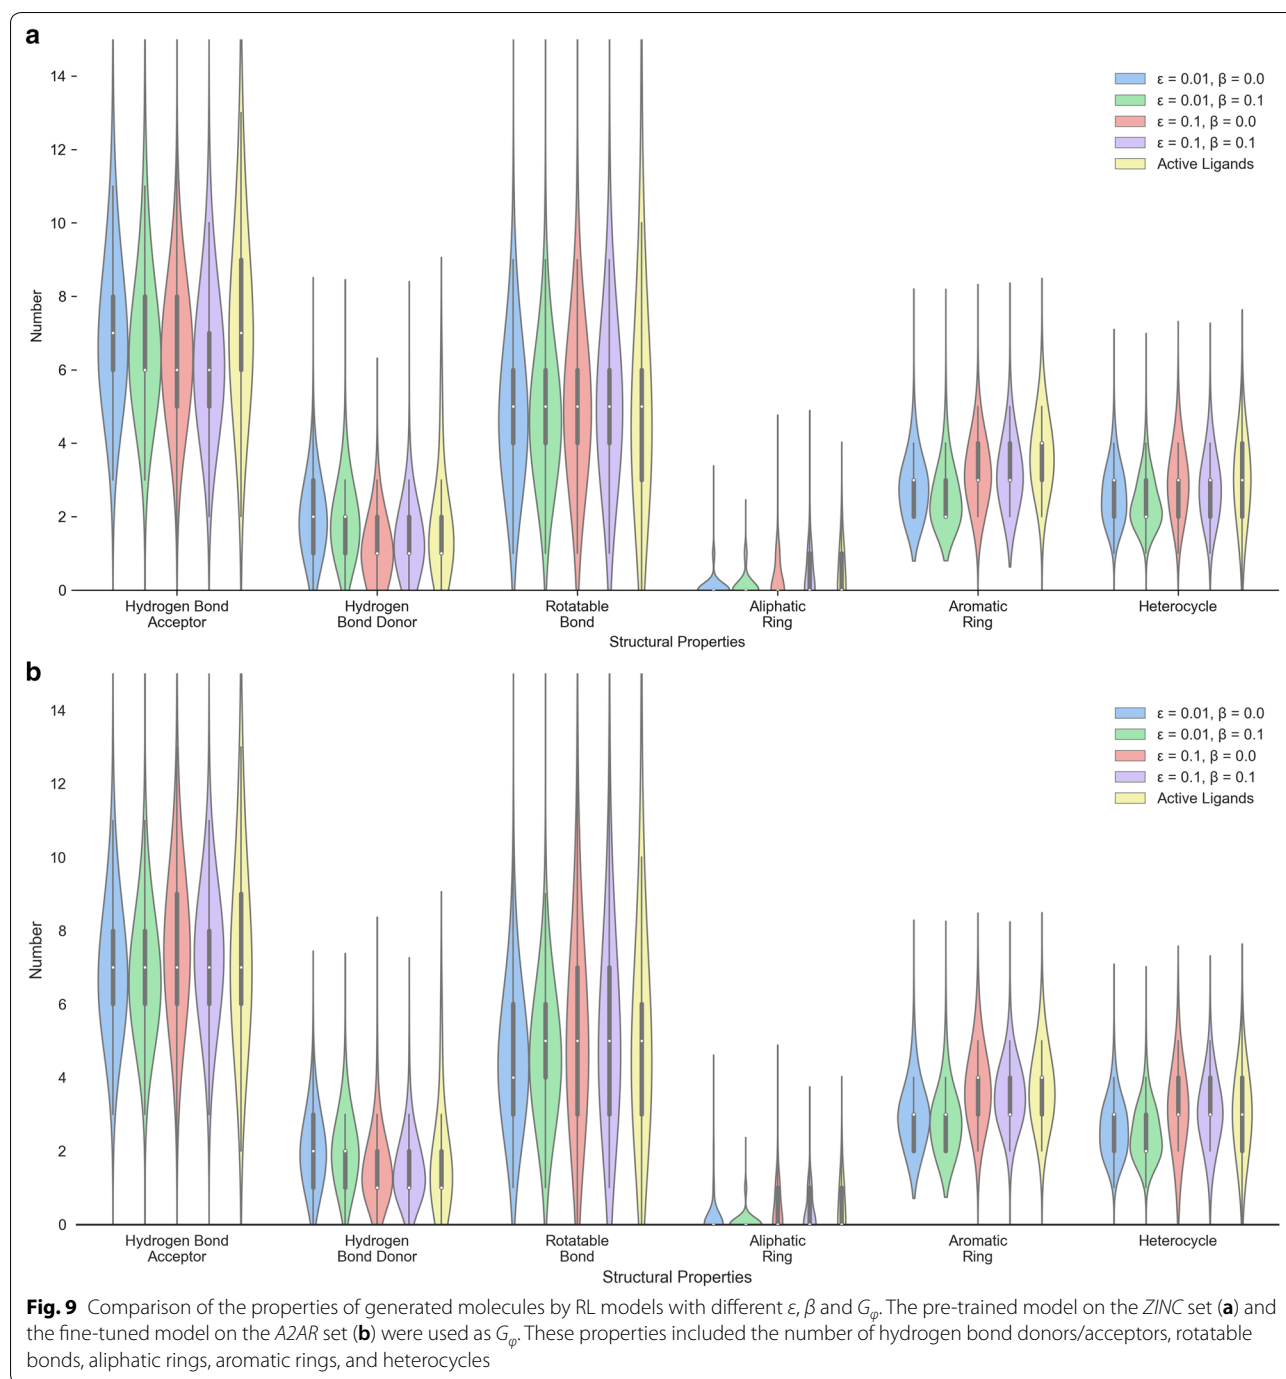 a
14
12
10
8
6
4
2
0
Number
ε = 0.01, β = 0.0
ε = 0.01, β = 0.1
ε = 0.1, β = 0.0
ε = 0.1, β = 0.1
Active Ligands
Hydrogen Bond Acceptor
Hydrogen Bond Donor
Rotatable Bond
Aliphatic Ring
Aromatic Ring
Heterocycle
Structural Properties
b
14
12
10
8
6
4
2
0
Number
ε = 0.01, β = 0.0
ε = 0.01, β = 0.1
ε = 0.1, β = 0.0
ε = 0.1, β = 0.1
Active Ligands
Hydrogen Bond Acceptor
Hydrogen Bond Donor
Rotatable Bond
Aliphatic Ring
Aromatic Ring
Heterocycle
Structural Properties
Fig. 9 Comparison of the properties of generated molecules by RL models with different ε, β and Gφ. The pre-trained model on the ZINC set (a) and
the fine-tuned model on the A2AR set (b) were used as Gφ. These properties included the number of hydrogen bond donors/acceptors, rotatable
bonds, aliphatic rings, aromatic rings, and heterocycles